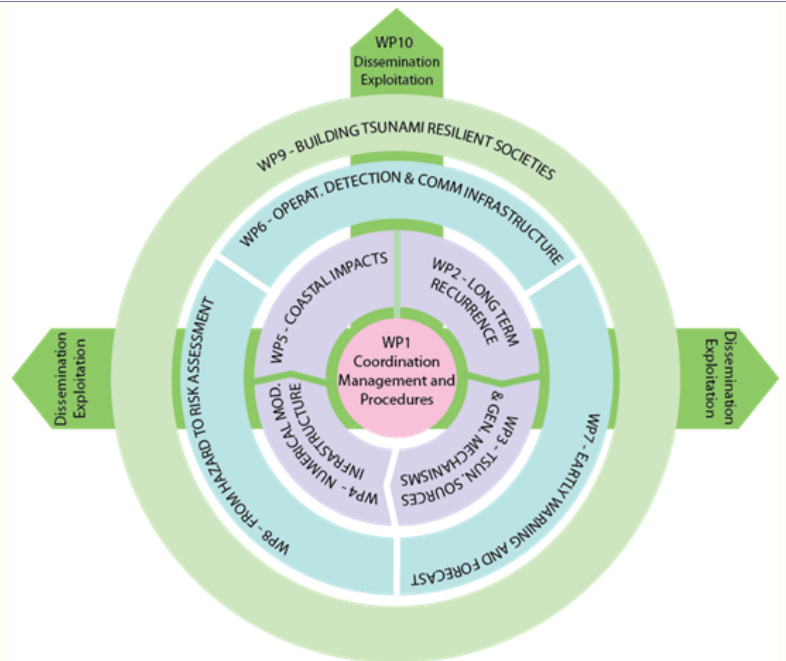 WP10
Dissemination
Exploitation
WP9 - BUILDING TSUNAMI RESILIENT SOCIETIES
WP6 - OPERAT. DETECTION & COMM INFRASTRUCTURE
WP5 - COASTAL IMPACTS
WP2 - LONG TERM
RECURRENCE
WP1
Coordination
Management and
Procedures
Dissemination
Exploitation
Dissemination
Exploitation
WP8 - FROM HAZARD TO RISK ASSESSMENT
WP4 - NUMERICAL MOD.
INFRASTRUCTURE
WP3 - TSUN. SOURCES
& GEN. MECHANISMS
WP7 - EARTLY WARNING AND FORECAST